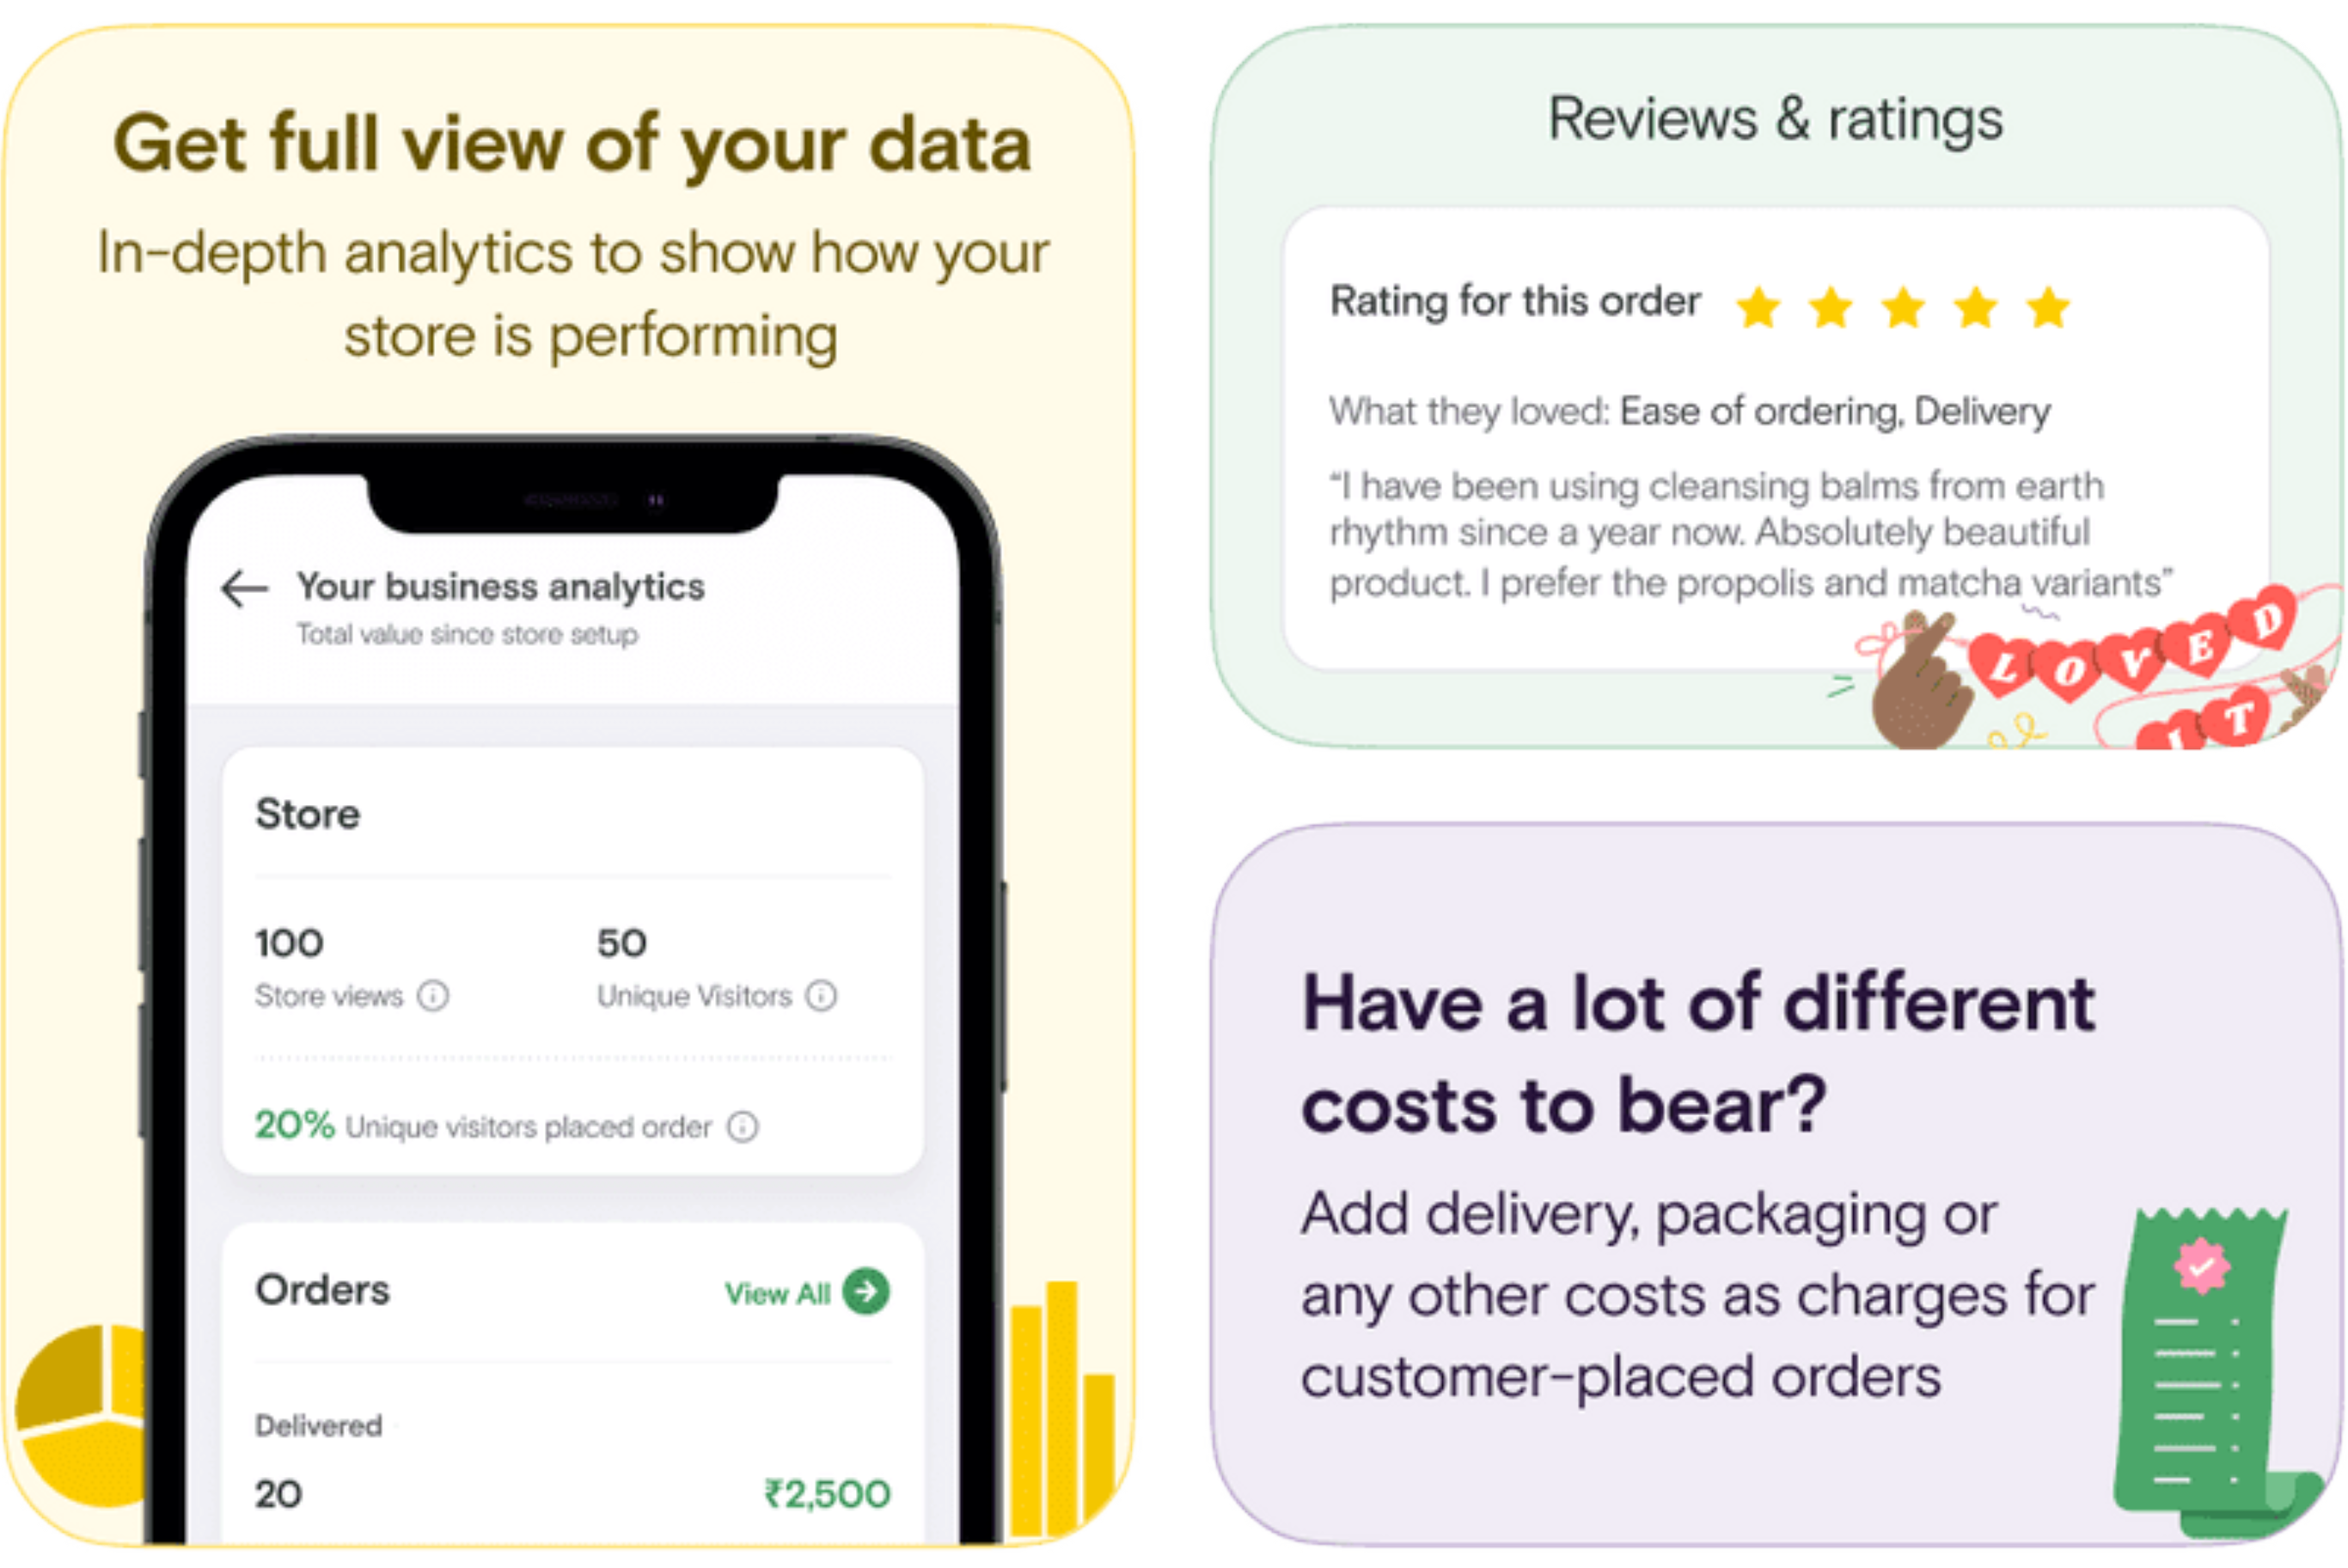 Get full view of your data
In-depth analytics to show how your
store is performing
Your business analytics
Total value since store setup
Store
100
50
Store views
Unique Visitors
20% Unique visitors placed order
Orders
View All
Delivered
20
₹2,500
Reviews & ratings
Rating for this order
What they loved: Ease of ordering, Delivery
“I have been using cleansing balms from earth
rhythm since a year now. Absolutely beautiful
product. I prefer the propolis and matcha variants”
LOVED
IT
Have a lot of different
costs to bear?
Add delivery, packaging or
any other costs as charges for
customer-placed orders